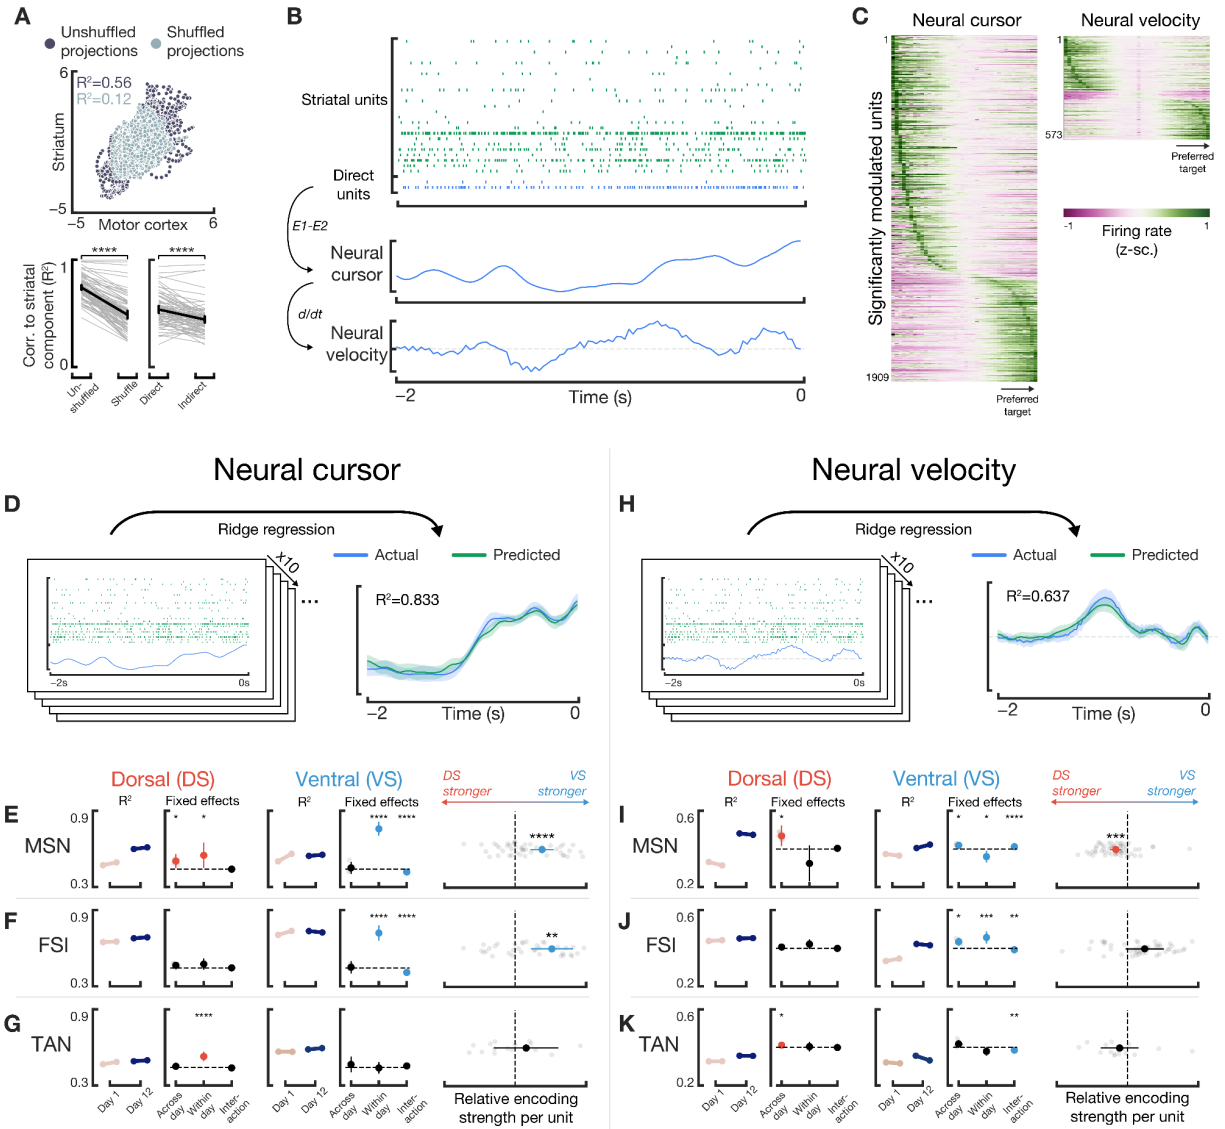 A
Unshuffled projections
Shuffled projections
6
R²=0.56
R²=0.12
Striatum
−5
−5
Motor cortex
6
****
****
1
Corr. to striatal component (R²)
0
Un-shuffled
Shuffle
Direct
Indirect
B
Striatal units
Direct units
E1-E2
Neural cursor
d/dt
Neural velocity
−2
Time (s)
0
C
Neural cursor
Neural velocity
Significantly modulated units
1
1909
Preferred target
1
573
Preferred target
-1
1
Firing rate (z-sc.)
Neural cursor
Neural velocity
D
Ridge regression
x10
...
−2s
0s
Actual
Predicted
R²=0.833
−2
Time (s)
0
H
Ridge regression
x10
...
−2s
0s
Actual
Predicted
R²=0.637
−2
Time (s)
0
Dorsal (DS)
Ventral (VS)
DS stronger
VS stronger
R²
Fixed effects
R²
Fixed effects
E
MSN
0.9
0.3
*
*
****
****
****
F
FSI
0.9
0.3
****
****
**
G
TAN
0.9
0.3
****
Day 1
Day 12
Across day
Within day
Inter-action
Day 1
Day 12
Across day
Within day
Inter-action
Relative encoding strength per unit
Dorsal (DS)
Ventral (VS)
DS stronger
VS stronger
R²
Fixed effects
R²
Fixed effects
I
MSN
0.6
0.2
*
*
*
****
***
J
FSI
0.6
0.2
*
***
**
K
TAN
0.6
0.2
*
**
Day 1
Day 12
Across day
Within day
Inter-action
Day 1
Day 12
Across day
Within day
Inter-action
Relative encoding strength per unit